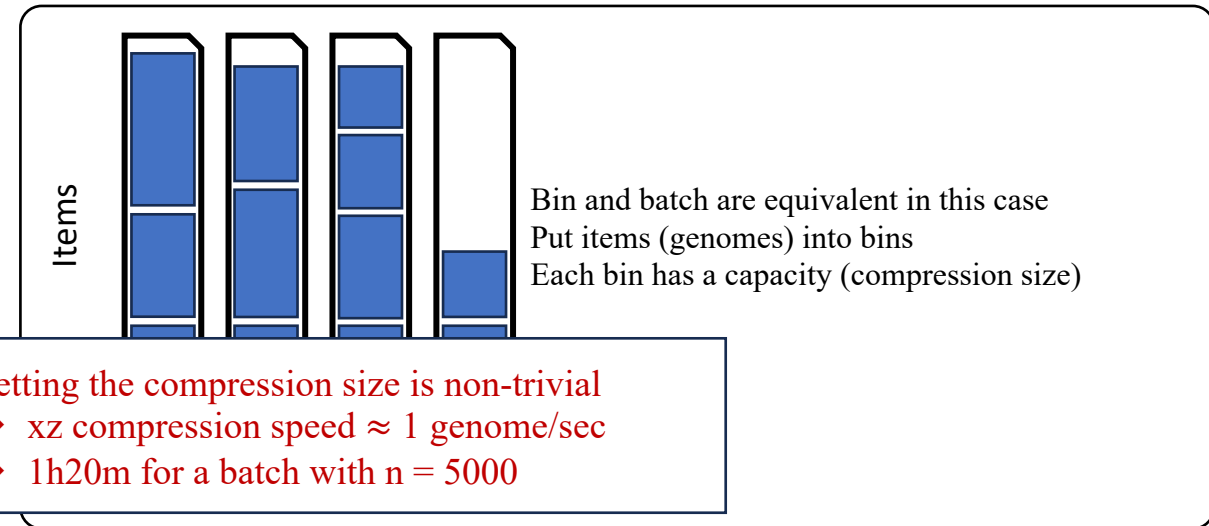 Items
Bin and batch are equivalent in this case
Put items (genomes) into bins
Each bin has a capacity (compression size)
etting the compression size is non-trivial
xz compression speed ≈ 1 genome/sec
1h20m for a batch with n = 5000